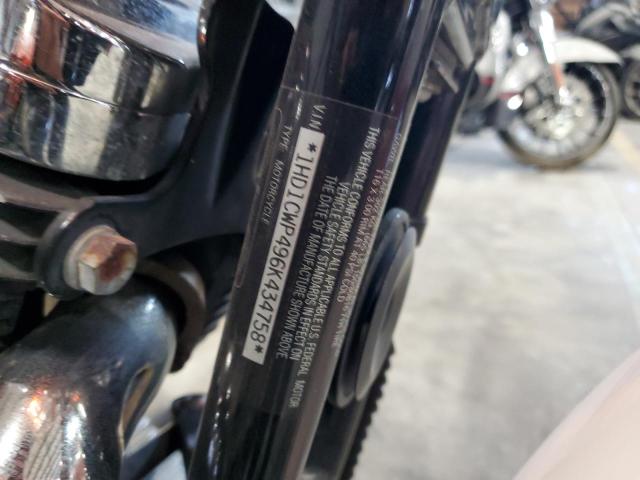 THIS VEHICLE CONFORMS TO ALL APPLICABLE U.S. FEDERAL MOTOR
VEHICLE SAFETY STANDARDS IN EFFECT ON
THE DATE OF MANUFACTURE SHOWN ABOVE.
VIN *1HD1CWP496K434758*
TYPE MOTORCYCLE